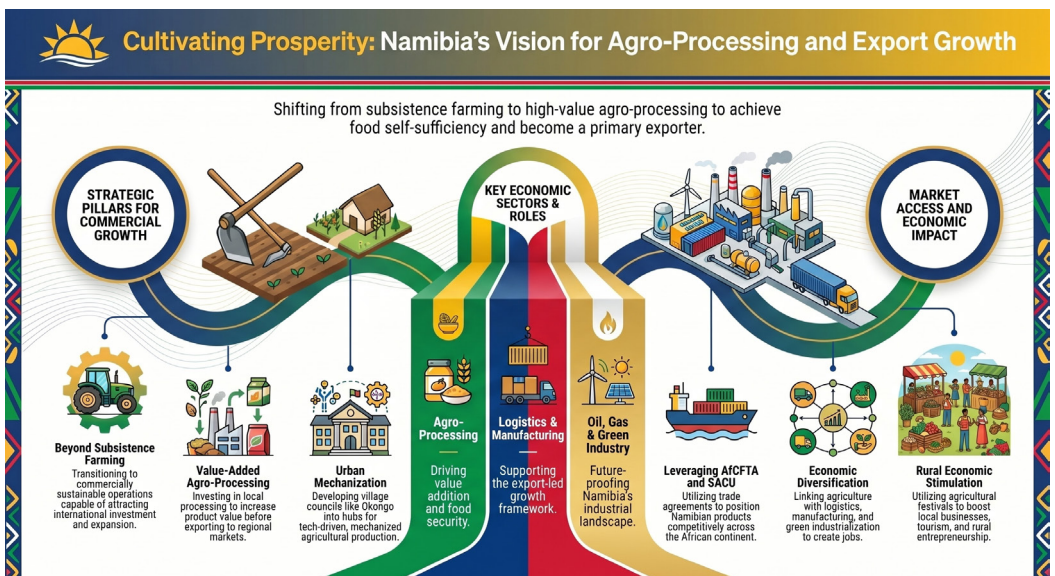 Cultivating Prosperity: Namibia's Vision for Agro-Processing and Export Growth
Shifting from subsistence farming to high-value agro-processing to achieve
food self-sufficiency and become a primary exporter.
STRATEGIC
PILLARS FOR
COMMERCIAL
GROWTH
Beyond Subsistence
Farming
Transitioning to
commercially
sustainable operations
capable of attracting
international investment
and expansion.
Value-Added
Agro-Processing
Investing in local
processing to increase
product value before
exporting to regional
markets.
Urban
Mechanization
Developing village
councils like Okongo
into hubs for
tech-driven, mechanized
agricultural production.
KEY ECONOMIC
SECTORS &
ROLES
Agro-
Processing
Driving
value
addition
and food
security.
Logistics &
Manufacturing
Supporting
the export-led
growth
framework.
Oil, Gas
& Green
Industry
Future-
proofing
Namibia's
industrial
landscape.
MARKET
ACCESS AND
ECONOMIC
IMPACT
Leveraging AfCFTA
and SACU
Utilizing trade
agreements to position
Namibian products
competitively across
the African continent.
Economic
Diversification
Linking agriculture
with logistics,
manufacturing, and
green industrialization
to create jobs.
Rural Economic
Stimulation
Utilizing agricultural
festivals to boost
local businesses,
tourism, and rural
entrepreneurship.